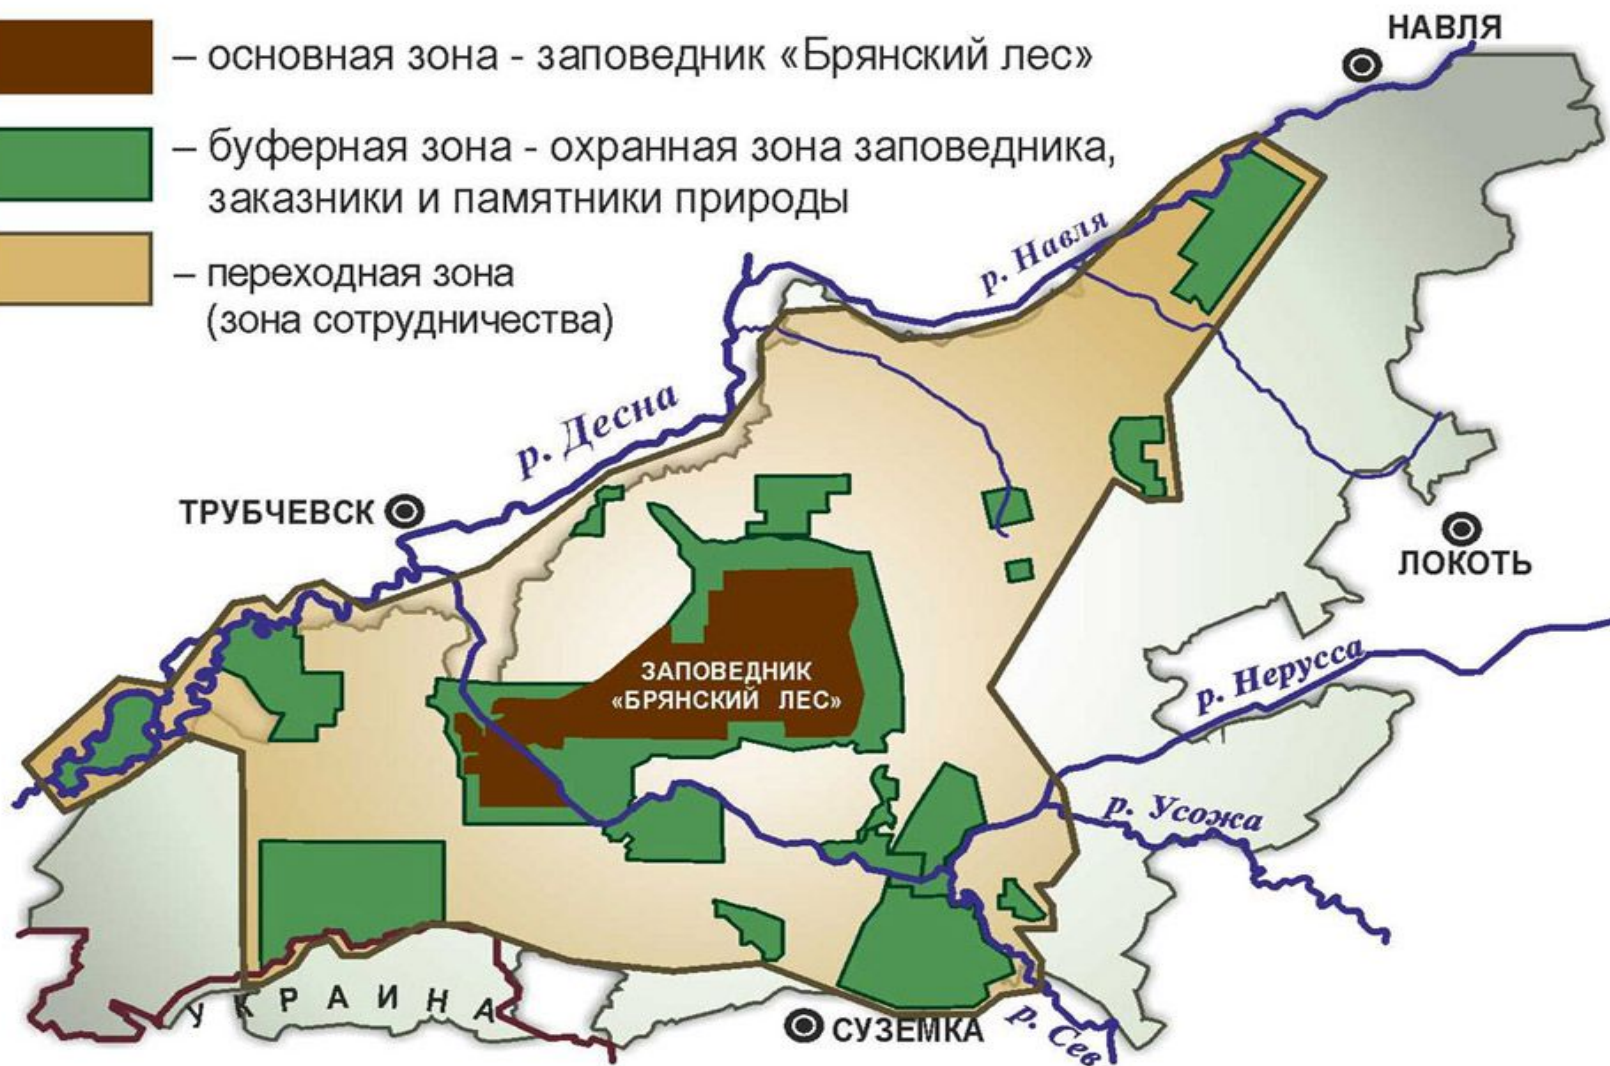 – основная зона - заповедник «Брянский лес»
– буферная зона - охранная зона заповедника,
заказники и памятники природы
– переходная зона
(зона сотрудничества)
НАВЛЯ
р. Навля
р. Десна
ТРУБЧЕВСК
ЛОКОТЬ
ЗАПОВЕДНИК
«БРЯНСКИЙ ЛЕС»
р. Нерусса
р. Усожа
УКРАИНА
СУЗЕМКА
р. Сев